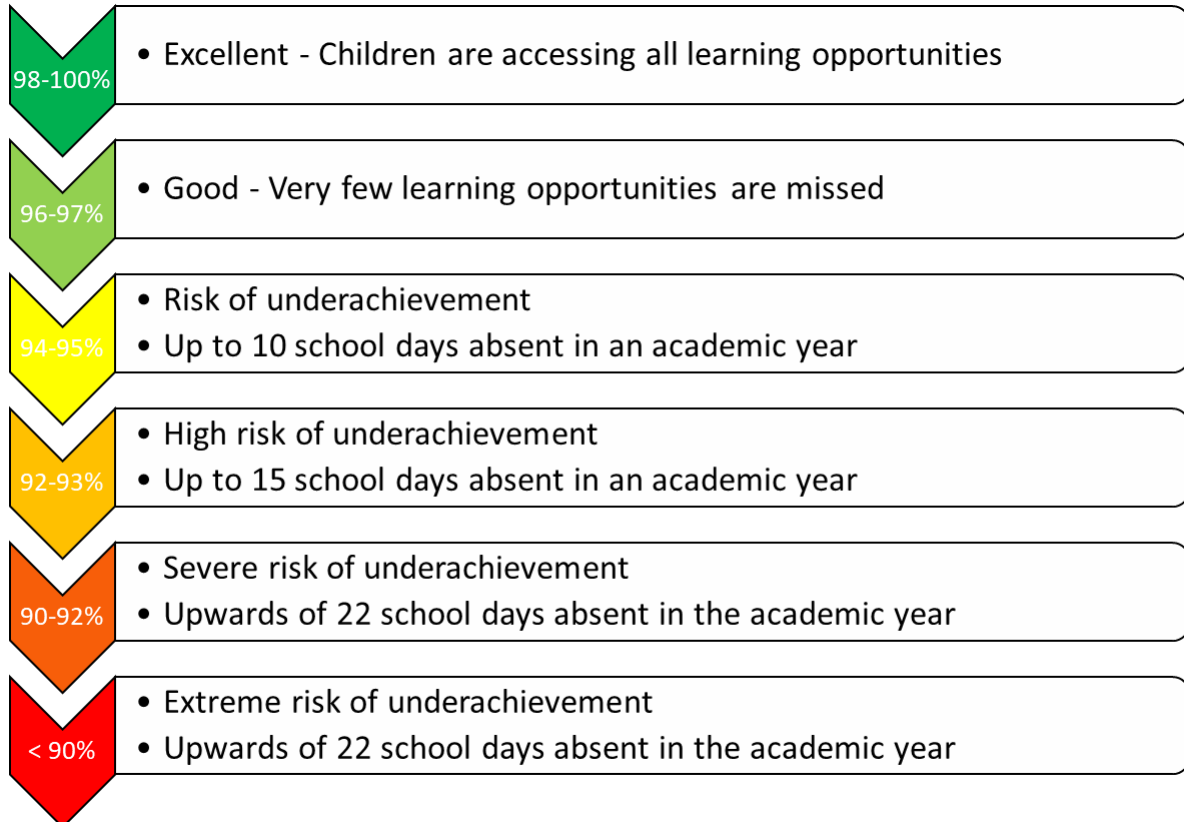 98-100%
• Excellent - Children are accessing all learning opportunities
96-97%
• Good - Very few learning opportunities are missed
94-95%
• Risk of underachievement
• Up to 10 school days absent in an academic year
92-93%
• High risk of underachievement
• Up to 15 school days absent in an academic year
90-92%
• Severe risk of underachievement
• Upwards of 22 school days absent in the academic year
< 90%
• Extreme risk of underachievement
• Upwards of 22 school days absent in the academic year